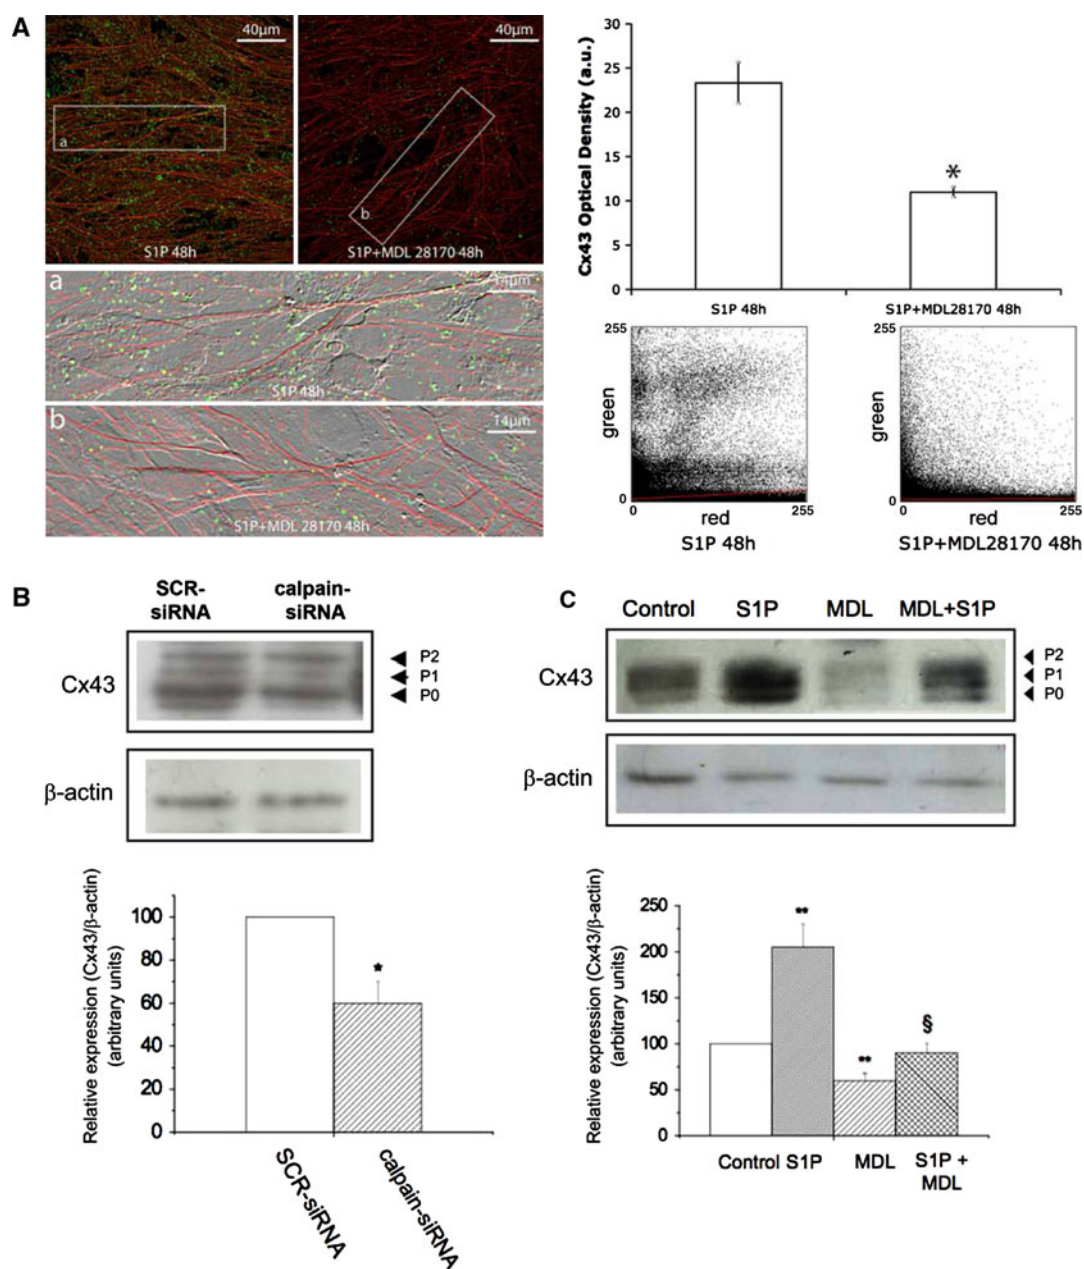 A
40µm
a
S1P 48h
40µm
b
S1P+MDL 28170 48h
a
14µm
S1P 48h
b
14µm
S1P+MDL 28170 48h
Cx43 Optical Density (a.u.)
30
25
20
15
10
5
0
*
S1P 48h
S1P+MDL28170 48h
255
green
0
0
red
255
S1P 48h
255
green
0
0
red
255
S1P+MDL28170 48h
B
SCR-
siRNA
calpain-
siRNA
Cx43
P2
P1
P0
β-actin
Relative expression (Cx43/β-actin)
(arbitrary units)
100
80
60
40
20
0
*
SCR-siRNA
calpain-siRNA
C
Control
S1P
MDL
MDL+S1P
Cx43
P2
P1
P0
β-actin
Relative expression (Cx43/β-actin)
(arbitrary units)
250
200
150
100
50
0
**
**
§
Control S1P
MDL
S1P +
MDL